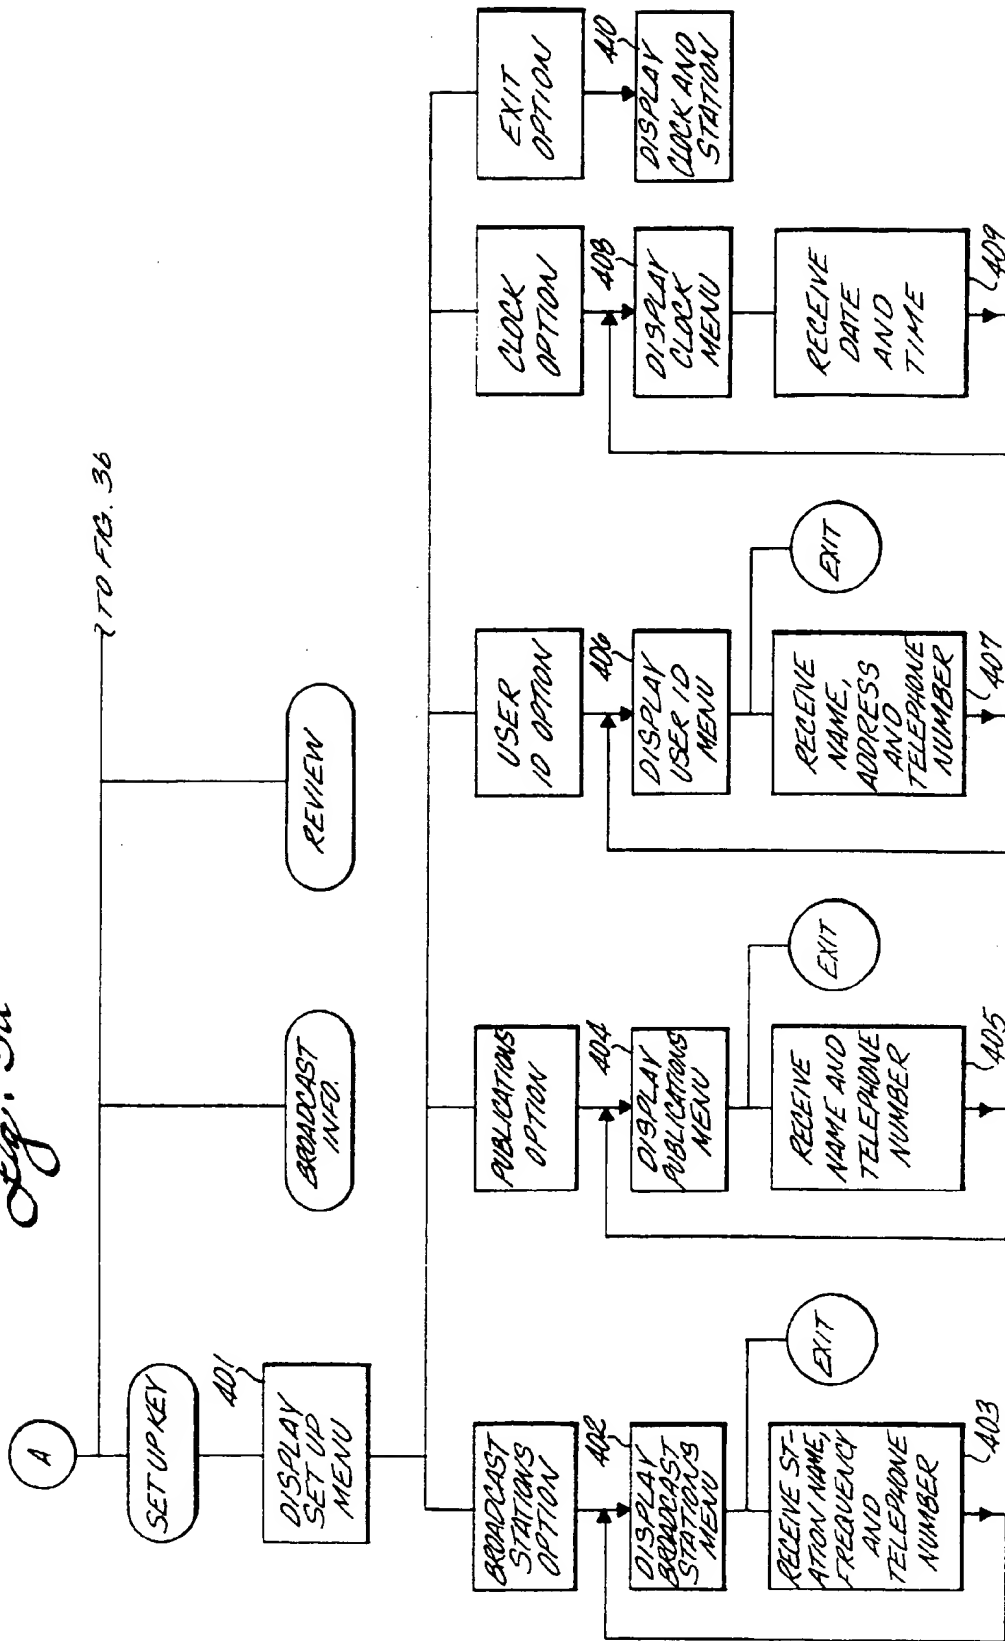 Fig. 3a
A
TO FIG. 3b
SET UP KEY
BROADCAST
INFO.
REVIEW
401
DISPLAY
SET UP
MENU
BROADCAST
STATIONS
OPTION
PUBLICATIONS
OPTION
USER
ID OPTION
CLOCK
OPTION
EXIT
OPTION
402
DISPLAY
BROADCAST
STATIONS
MENU
404
DISPLAY
PUBLICATIONS
MENU
406
DISPLAY
USER ID
MENU
408
DISPLAY
CLOCK
MENU
410
DISPLAY
CLOCK AND
STATION
EXIT
EXIT
EXIT
RECEIVE ST-
ATION NAME,
FREQUENCY
AND
TELEPHONE
NUMBER
403
RECEIVE
NAME AND
TELEPHONE
NUMBER
405
RECEIVE
NAME,
ADDRESS
AND
TELEPHONE
NUMBER
407
RECEIVE
DATE
AND
TIME
409